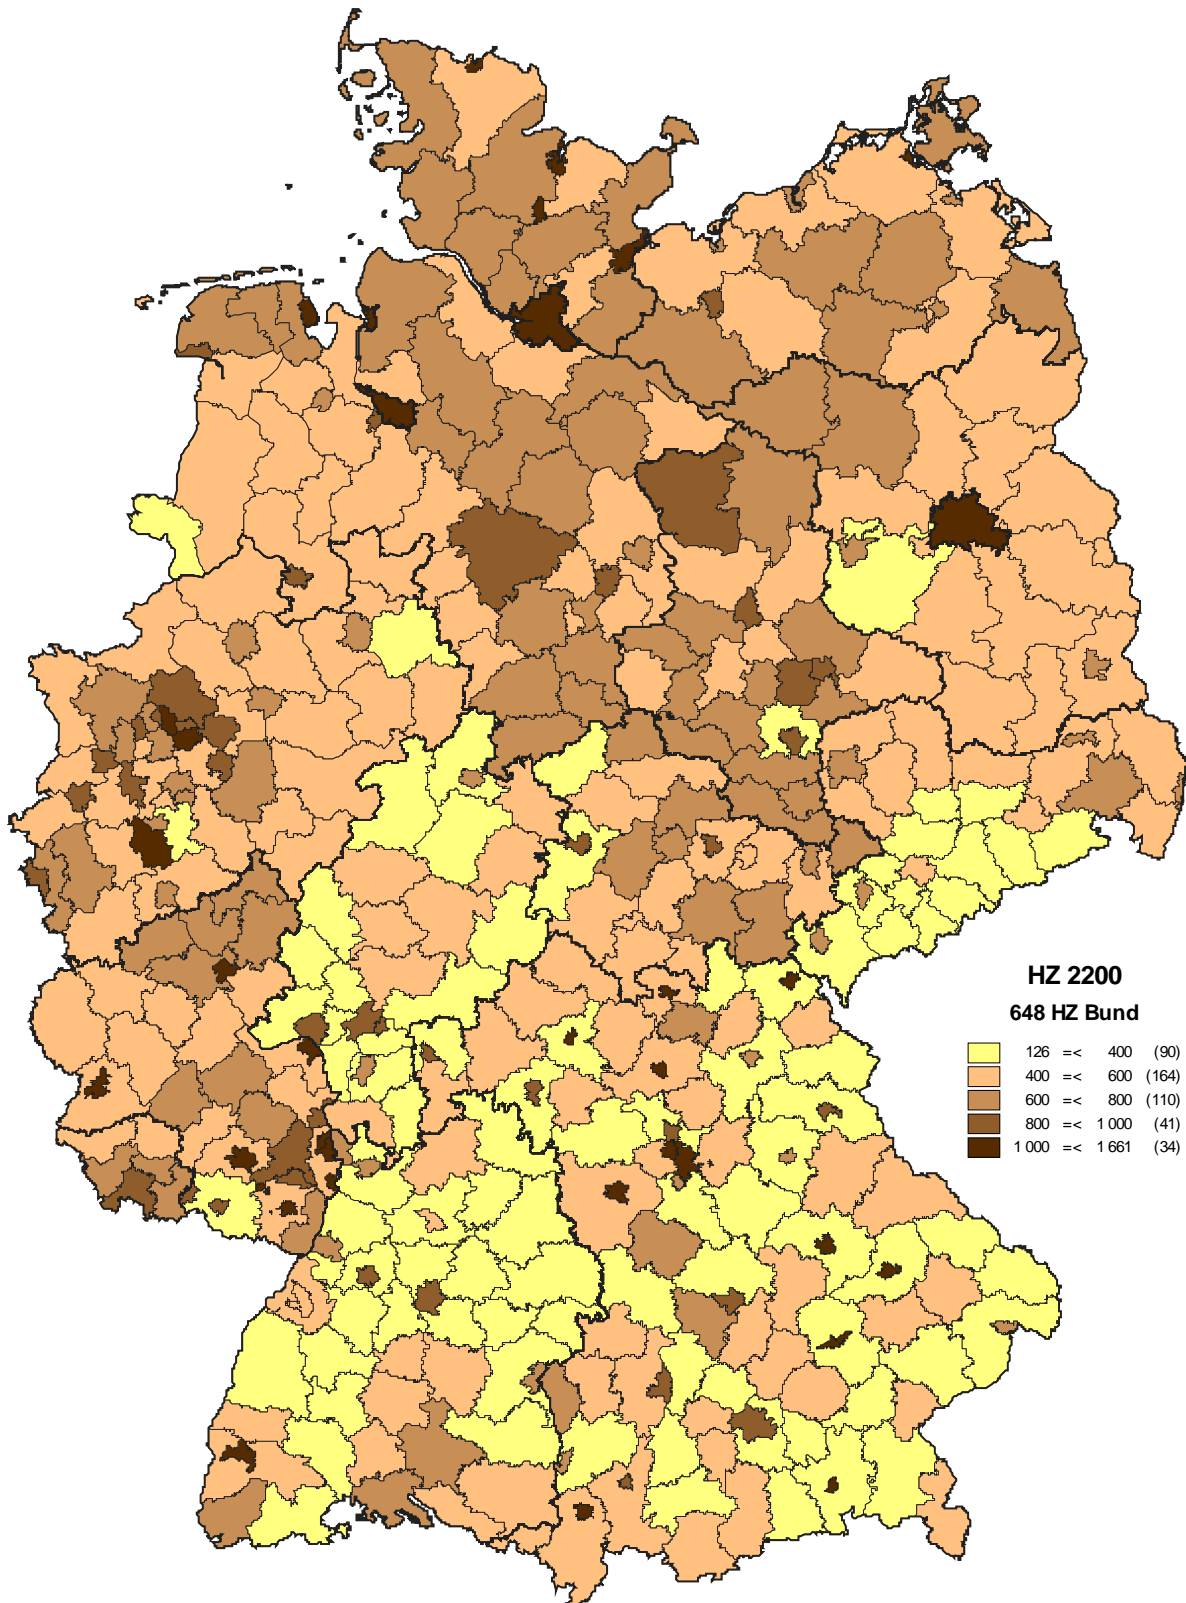 HZ 2200
648 HZ Bund
126 =< 400 (90)
400 =< 600 (164)
600 =< 800 (110)
800 =< 1 000 (41)
1 000 =< 1 661 (34)